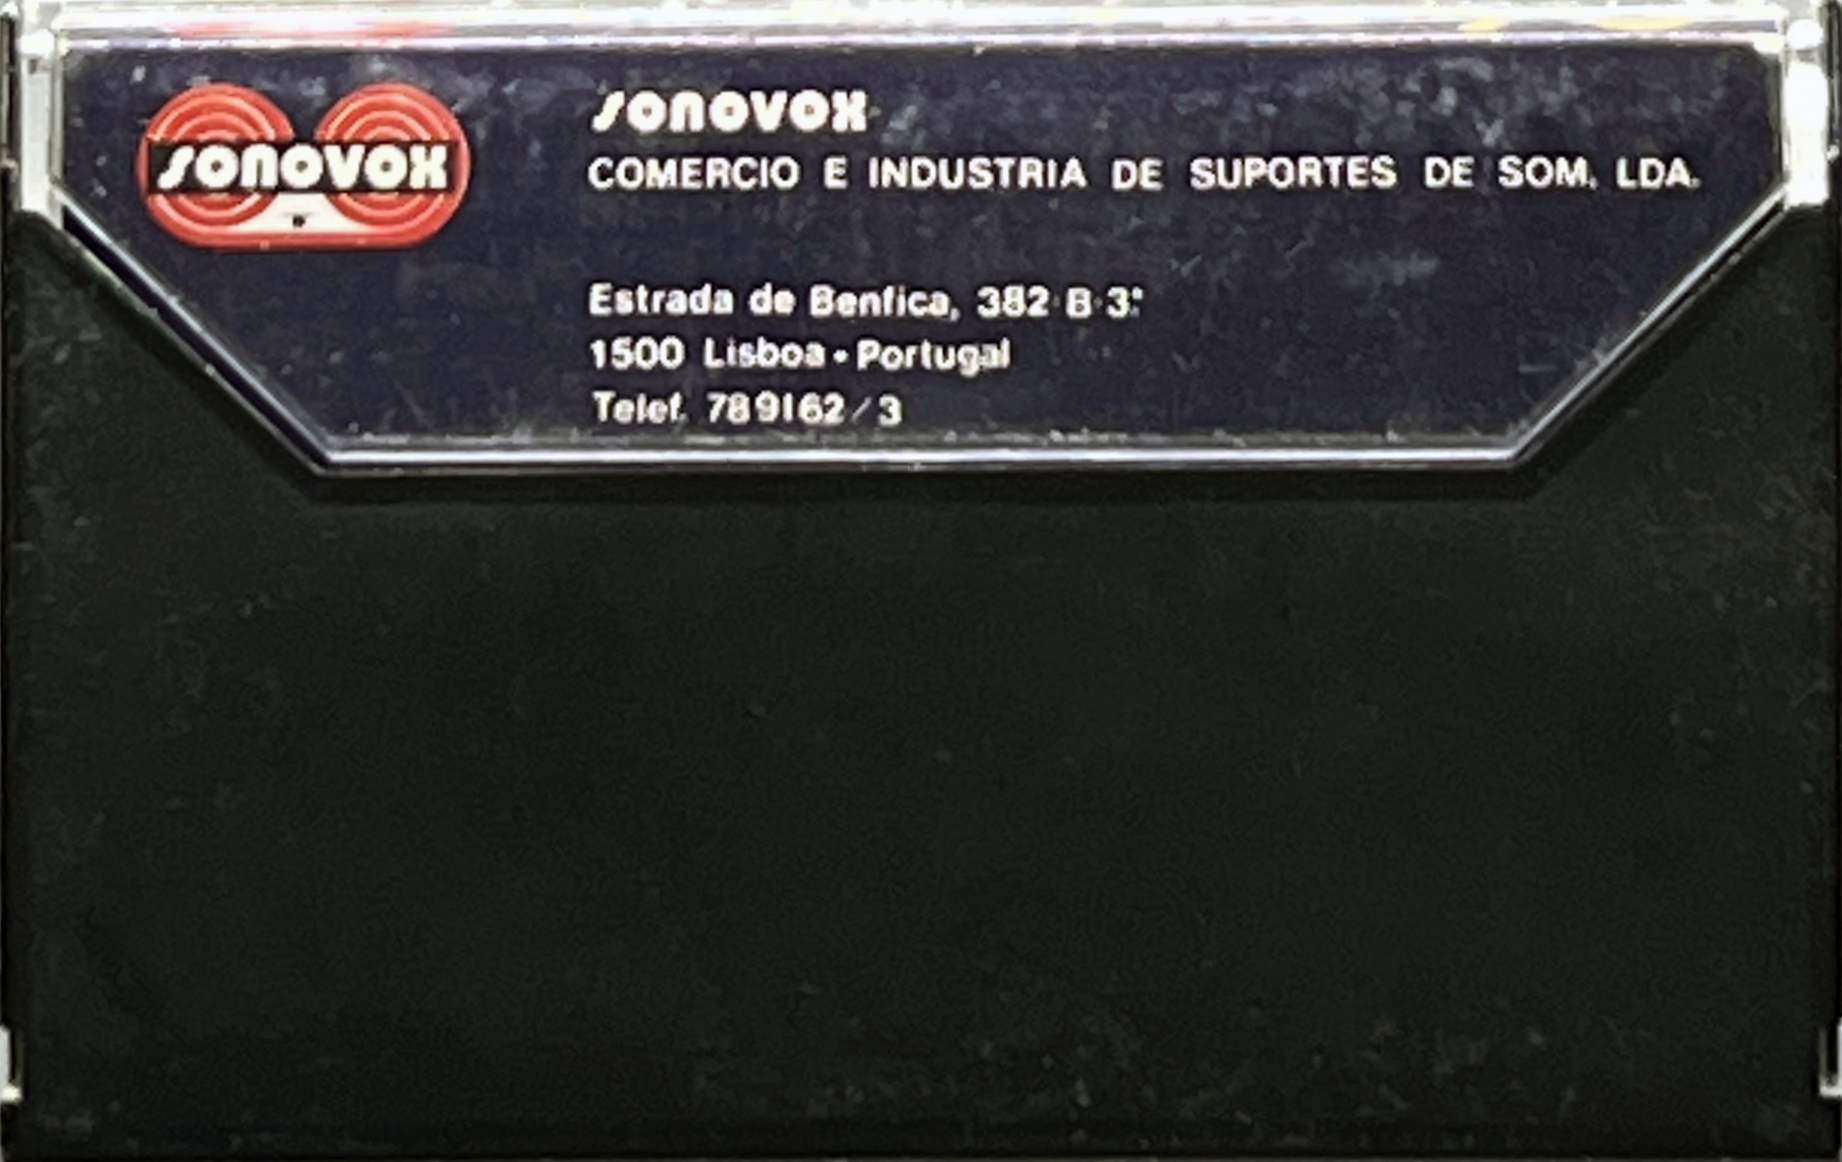 SONOVOX
SONOVOX
COMERCIO E INDUSTRIA DE SUPORTES DE SOM, LDA.
Estrada de Benfica, 382-B-3º
1500 Lisboa • Portugal
Telef. 789162/3